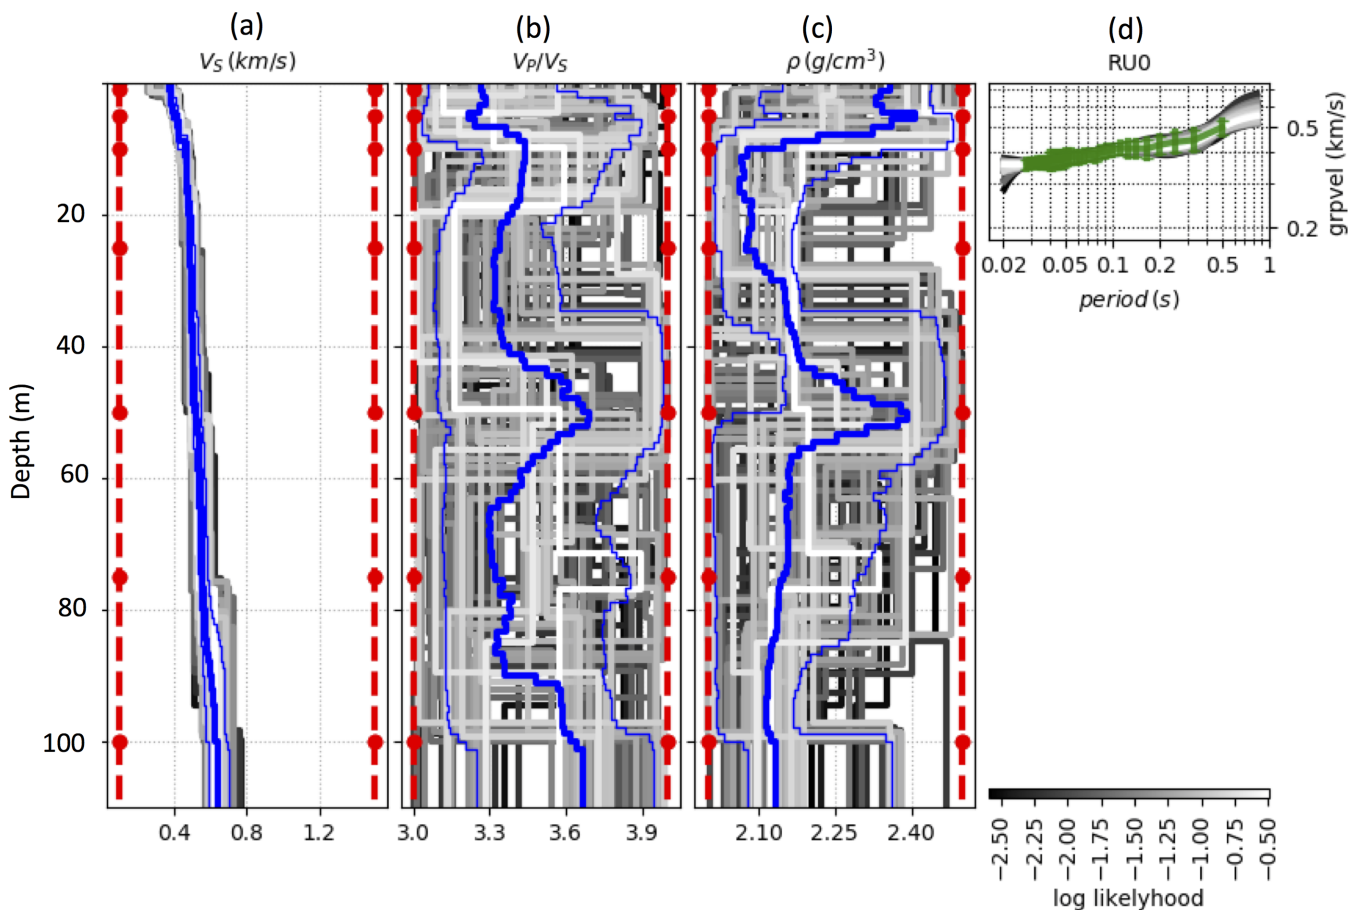 (a) (b) (c) (d)
V_S (km/s) V_P/V_S ρ (g/cm³) RU0
0.5
0.2
grpvel (km/s)
0.02 0.05 0.1 0.2 0.5 1
period (s)
20
40
60
80
100
Depth (m)
0.4 0.8 1.2
3.0 3.3 3.6 3.9
2.10 2.25 2.40
−2.50 −2.25 −2.00 −1.75 −1.50 −1.25 −1.00 −0.75 −0.50
log likelyhood